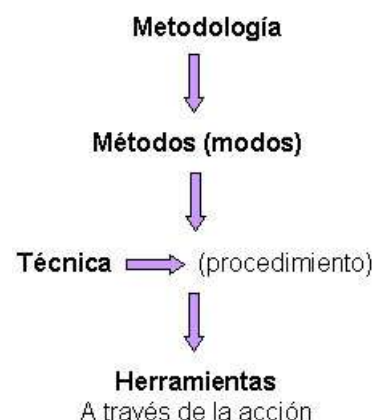 Metodología
Métodos (modos)
Técnica (procedimiento)
Herramientas
A través de la acción